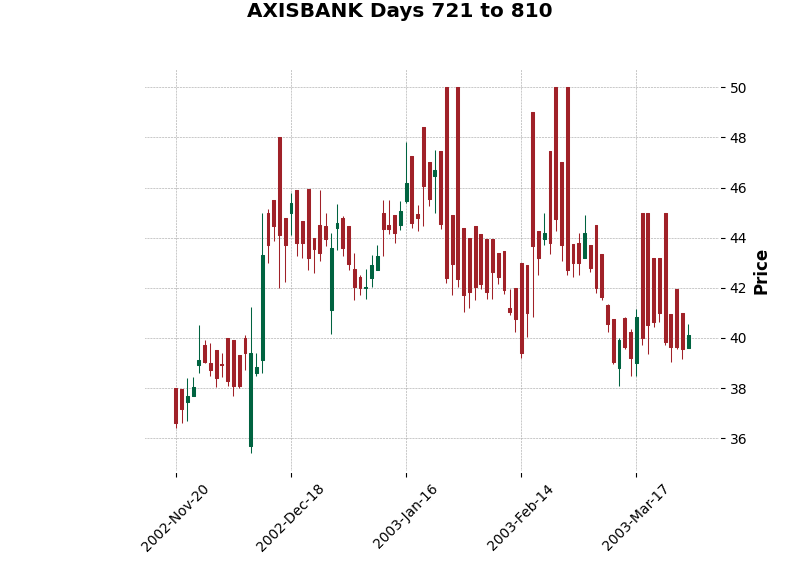 AXISBANK Days 721 to 810
50
48
46
44
42
40
38
36
Price
2002-Nov-20
2002-Dec-18
2003-Jan-16
2003-Feb-14
2003-Mar-17